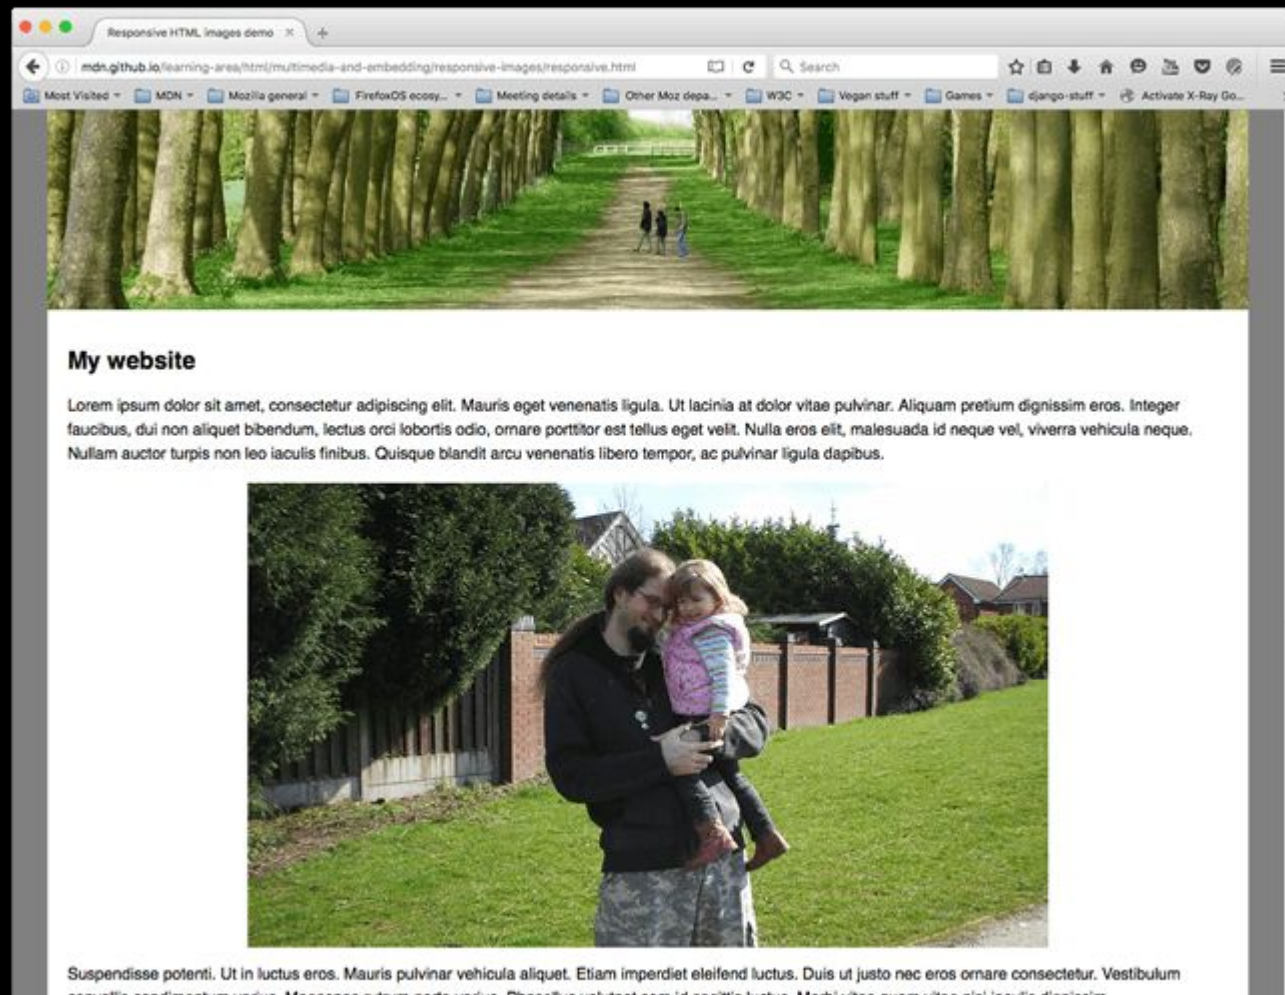 Responsive HTML images demo
mdn.github.io/learning-area/html/multimedia-and-embedding/responsive-images/responsive.html
Search
Most Visited
MDN
Mozilla general
FirefoxOS ecosy...
Meeting details
Other Moz depa...
W3C
Vegan stuff
Games
django-stuff
Activate X-Ray Go...
My website
Lorem ipsum dolor sit amet, consectetur adipiscing elit. Mauris eget venenatis ligula. Ut lacinia at dolor vitae pulvinar. Aliquam pretium dignissim eros. Integer
faucibus, dui non aliquet bibendum, lectus orci lobortis odio, ornare porttitor est tellus eget velit. Nulla eros elit, malesuada id neque vel, viverra vehicula neque.
Nullam auctor turpis non leo iaculis finibus. Quisque blandit arcu venenatis libero tempor, ac pulvinar ligula dapibus.
Suspendisse potenti. Ut in luctus eros. Mauris pulvinar vehicula aliquet. Etiam imperdiet eleifend luctus. Duis ut justo nec eros ornare consectetur. Vestibulum